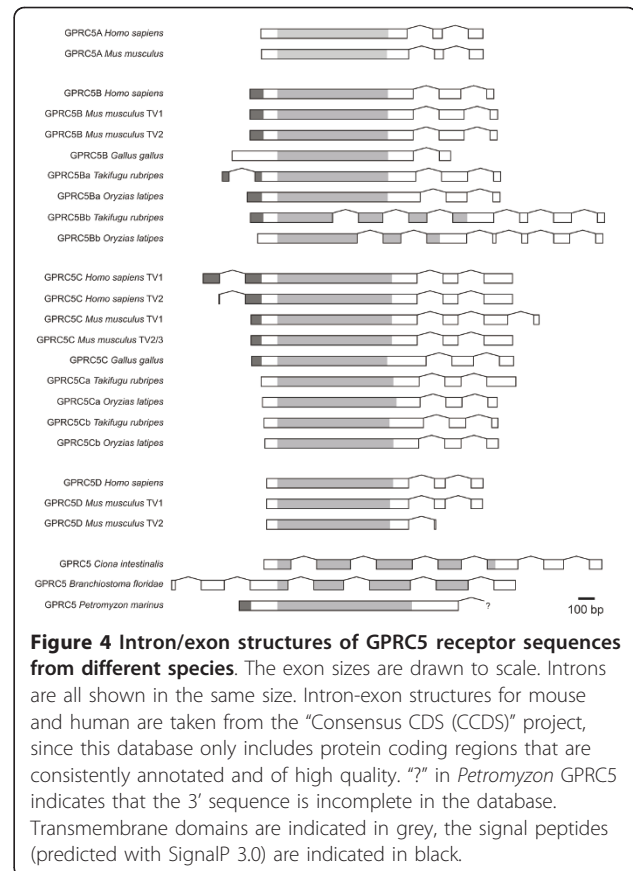 GPRC5A Homo sapiens
GPRC5A Mus musculus
GPRC5B Homo sapiens
GPRC5B Mus musculus TV1
GPRC5B Mus musculus TV2
GPRC5B Gallus gallus
GPRC5Ba Takifugu rubripes
GPRC5Ba Oryzias latipes
GPRC5Bb Takifugu rubripes
GPRC5Bb Oryzias latipes
GPRC5C Homo sapiens TV1
GPRC5C Homo sapiens TV2
GPRC5C Mus musculus TV1
GPRC5C Mus musculus TV2/3
GPRC5C Gallus gallus
GPRC5Ca Takifugu rubripes
GPRC5Ca Oryzias latipes
GPRC5Cb Takifugu rubripes
GPRC5Cb Oryzias latipes
GPRC5D Homo sapiens
GPRC5D Mus musculus TV1
GPRC5D Mus musculus TV2
GPRC5 Ciona intestinalis
GPRC5 Branchiostoma floridae
GPRC5 Petromyzon marinus
?
100 bp
Figure 4 Intron/exon structures of GPRC5 receptor sequences
from different species. The exon sizes are drawn to scale. Introns
are all shown in the same size. Intron-exon structures for mouse
and human are taken from the "Consensus CDS (CCDS)" project,
since this database only includes protein coding regions that are
consistently annotated and of high quality. "?" in Petromyzon GPRC5
indicates that the 3' sequence is incomplete in the database.
Transmembrane domains are indicated in grey, the signal peptides
(predicted with SignalP 3.0) are indicated in black.